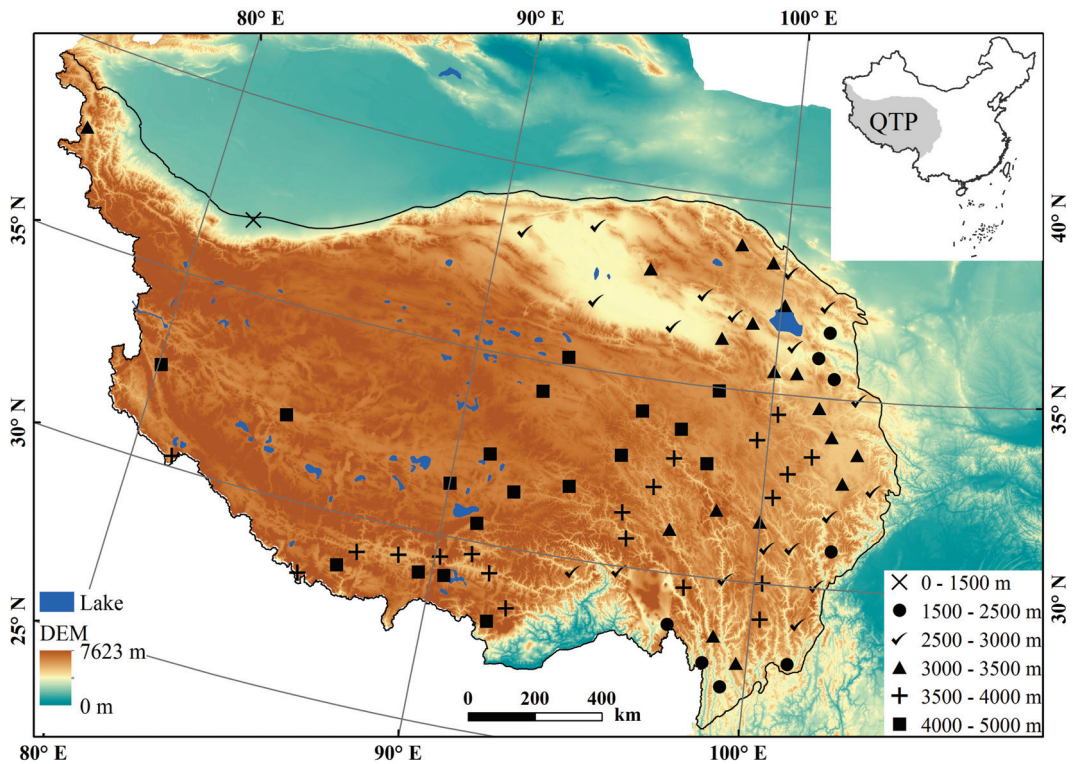 80° E 90° E 100° E
QTP
35° N
40° N
30° N
35° N
25° N
30° N
Lake
DEM
7623 m
0 m
0 200 400
km
0 - 1500 m
1500 - 2500 m
2500 - 3000 m
3000 - 3500 m
3500 - 4000 m
4000 - 5000 m
80° E 90° E 100° E